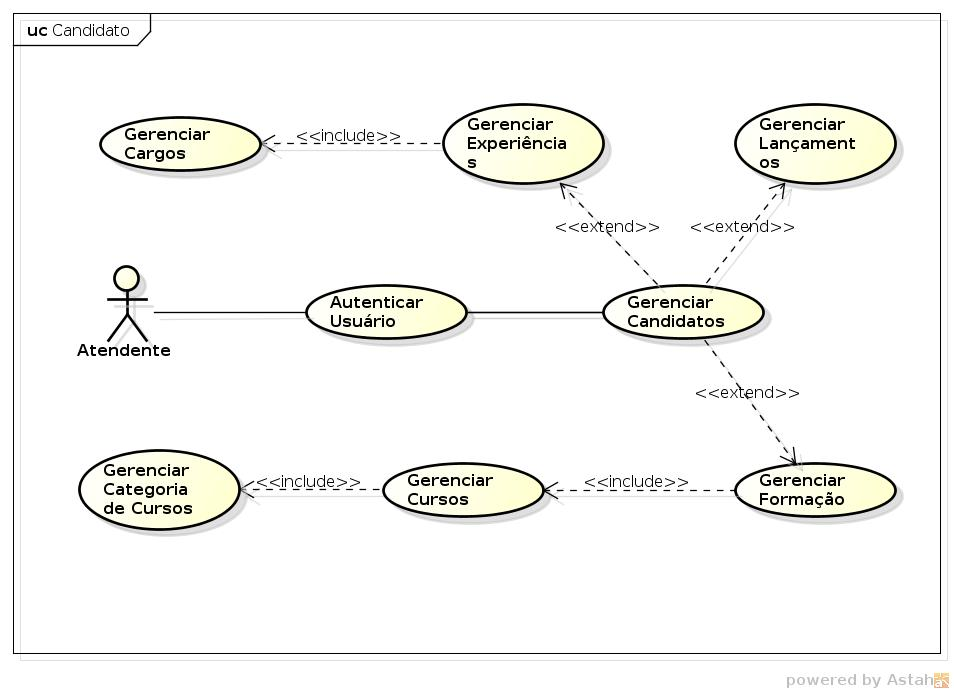 uc Candidato
Gerenciar
Cargos
<<include>>
Gerenciar
Experiência
s
Gerenciar
Lançament
os
<<extend>>
<<extend>>
Atendente
Autenticar
Usuário
Gerenciar
Candidatos
<<extend>>
Gerenciar
Categoria
de Cursos
<<include>>
Gerenciar
Cursos
<<include>>
Gerenciar
Formação
powered by Astah